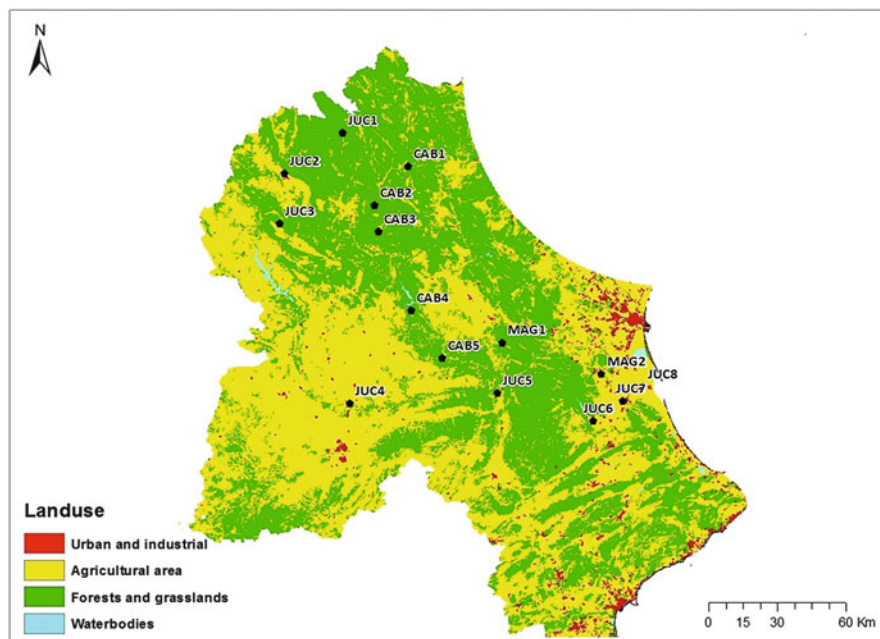 N
JUC1
CAB1
JUC2
CAB2
JUC3
CAB3
CAB4
MAG1
CAB5
MAG2
JUC8
JUC5
JUC7
JUC4
JUC6
Landuse
Urban and industrial
Agricultural area
Forests and grasslands
Waterbodies
0 15 30 60 Km